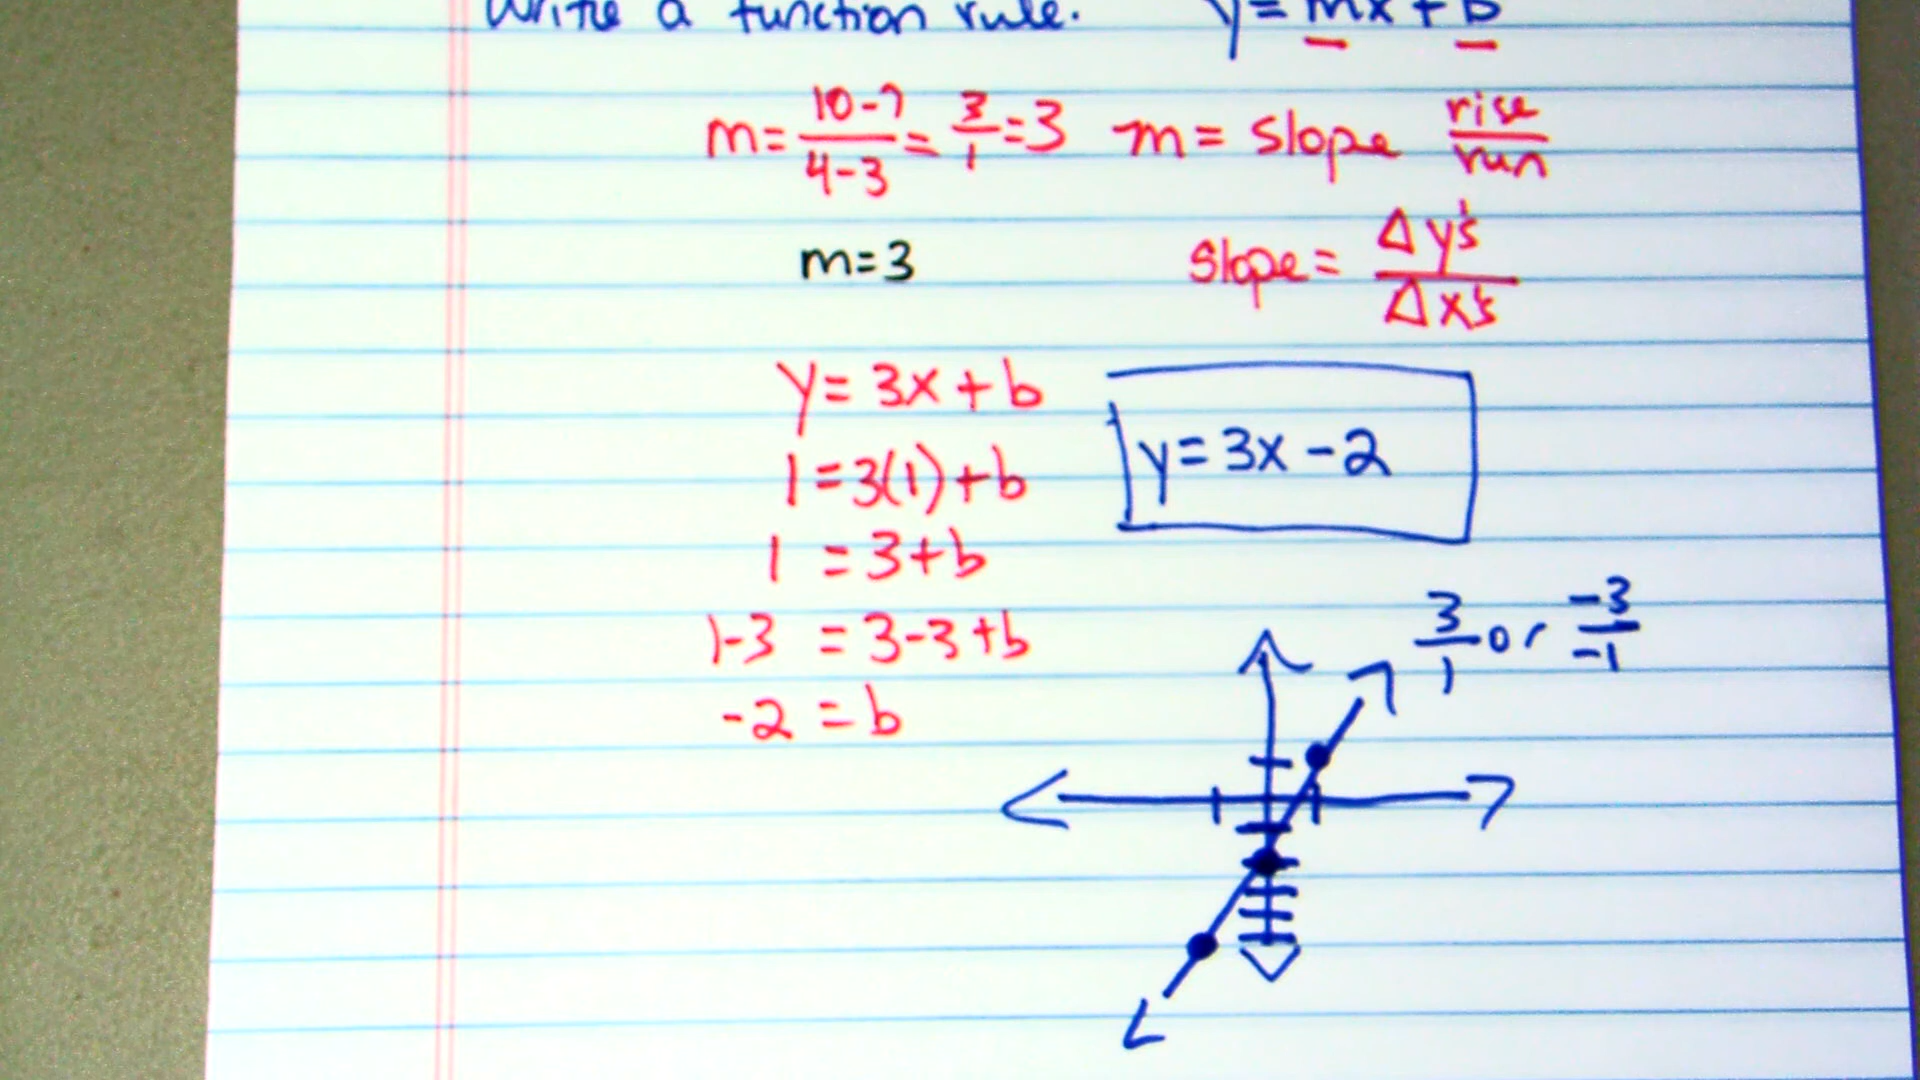 Write a function rule. y = mx + b
m = 10-7/4-3 = 3/1 = 3 m = slope rise/run
m = 3 slope = Δy's/Δx's
y = 3x + b
y = 3x - 2
1 = 3(1) + b
1 = 3 + b
1-3 = 3-3+b
3/1 or -3/-1
-2 = b